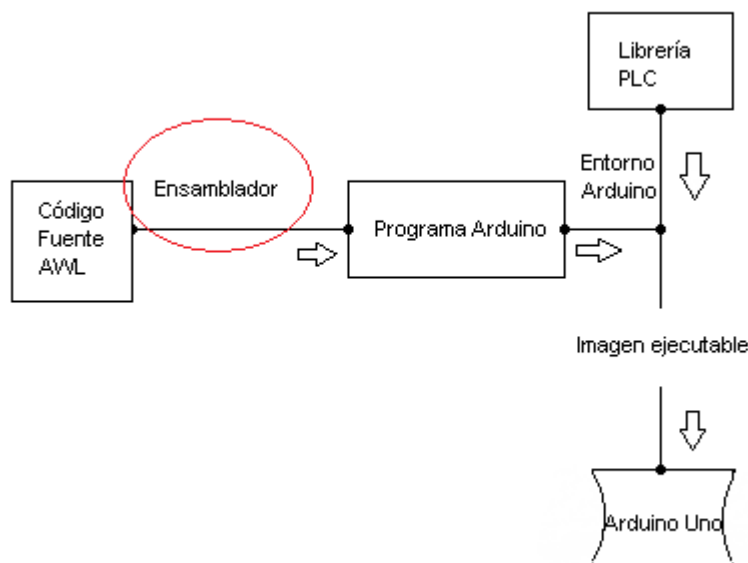 Librería
PLC
Entorno
Arduino
Ensamblador
Código
Fuente
AWL
Programa Arduino
Imagen ejecutable
Arduino Uno